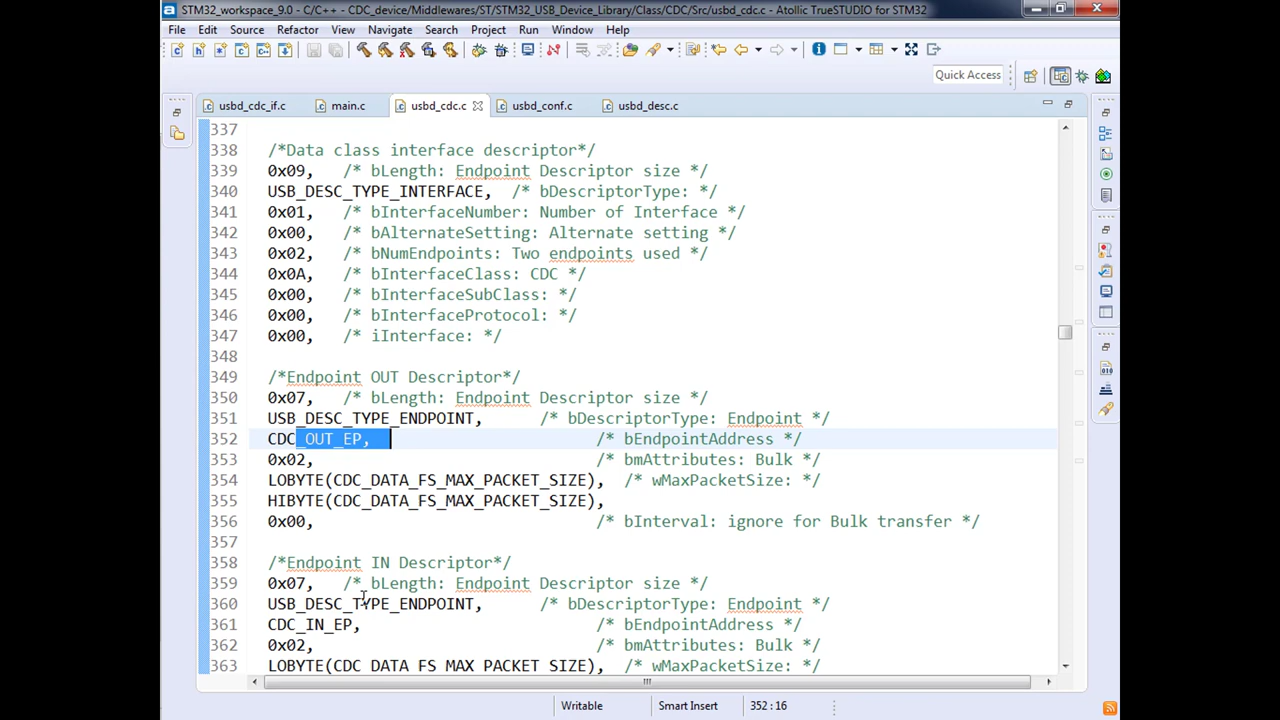 STM32_workspace_9.0 - C/C++ - CDC_device/Middlewares/ST/STM32_USB_Device_Library/Class/CDC/Src/usbd_cdc.c - Atollic TrueSTUDIO for STM32
File Edit Source Refactor View Navigate Search Project Run Window Help
Quick Access
usbd_cdc_if.c main.c usbd_cdc.c usbd_conf.c usbd_desc.c
337
338 /*Data class interface descriptor*/
339 0x09, /* bLength: Endpoint Descriptor size */
340 USB_DESC_TYPE_INTERFACE, /* bDescriptorType: */
341 0x01, /* bInterfaceNumber: Number of Interface */
342 0x00, /* bAlternateSetting: Alternate setting */
343 0x02, /* bNumEndpoints: Two endpoints used */
344 0x0A, /* bInterfaceClass: CDC */
345 0x00, /* bInterfaceSubClass: */
346 0x00, /* bInterfaceProtocol: */
347 0x00, /* iInterface: */
348
349 /*Endpoint OUT Descriptor*/
350 0x07, /* bLength: Endpoint Descriptor size */
351 USB_DESC_TYPE_ENDPOINT, /* bDescriptorType: Endpoint */
352 CDC_OUT_EP, /* bEndpointAddress */
353 0x02, /* bmAttributes: Bulk */
354 LOBYTE(CDC_DATA_FS_MAX_PACKET_SIZE), /* wMaxPacketSize: */
355 HIBYTE(CDC_DATA_FS_MAX_PACKET_SIZE),
356 0x00, /* bInterval: ignore for Bulk transfer */
357
358 /*Endpoint IN Descriptor*/
359 0x07, /* bLength: Endpoint Descriptor size */
360 USB_DESC_TYPE_ENDPOINT, /* bDescriptorType: Endpoint */
361 CDC_IN_EP, /* bEndpointAddress */
362 0x02, /* bmAttributes: Bulk */
363 LOBYTE(CDC_DATA_FS_MAX_PACKET_SIZE), /* wMaxPacketSize: */
Writable Smart Insert 352 : 16